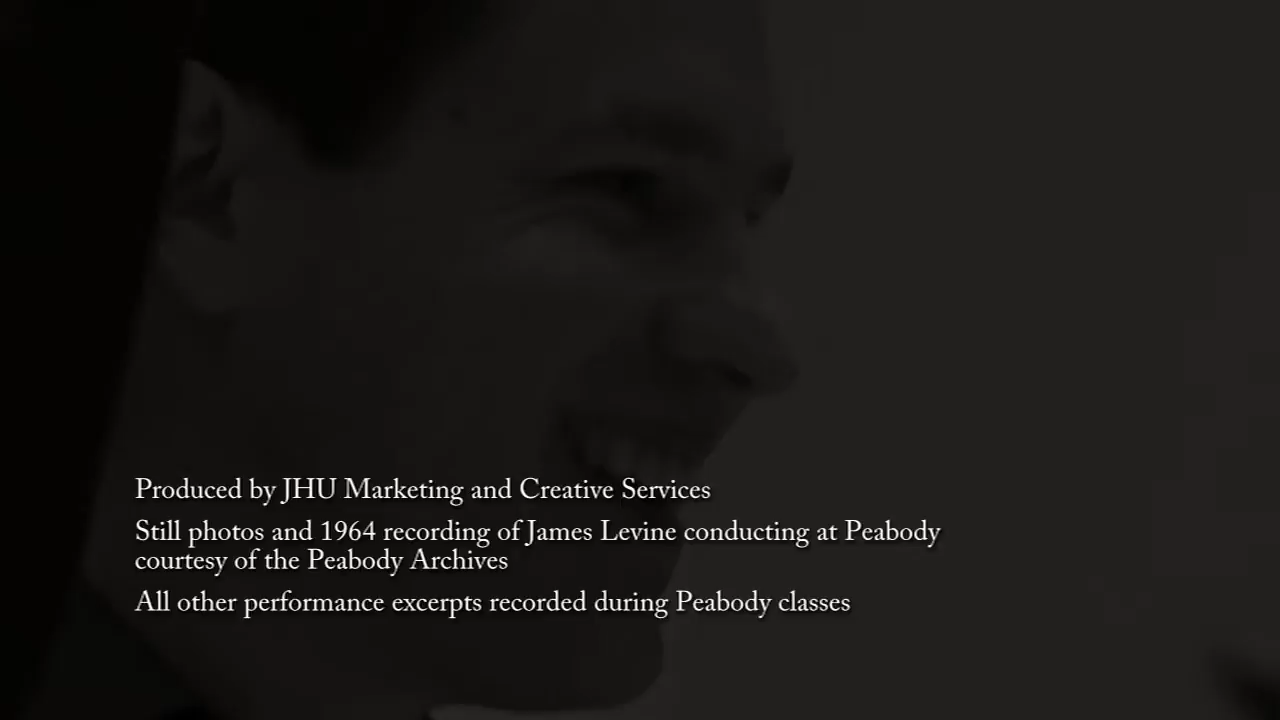 Produced by JHU Marketing and Creative Services
Still photos and 1964 recording of James Levine conducting at Peabody
courtesy of the Peabody Archives
All other performance excerpts recorded during Peabody classes